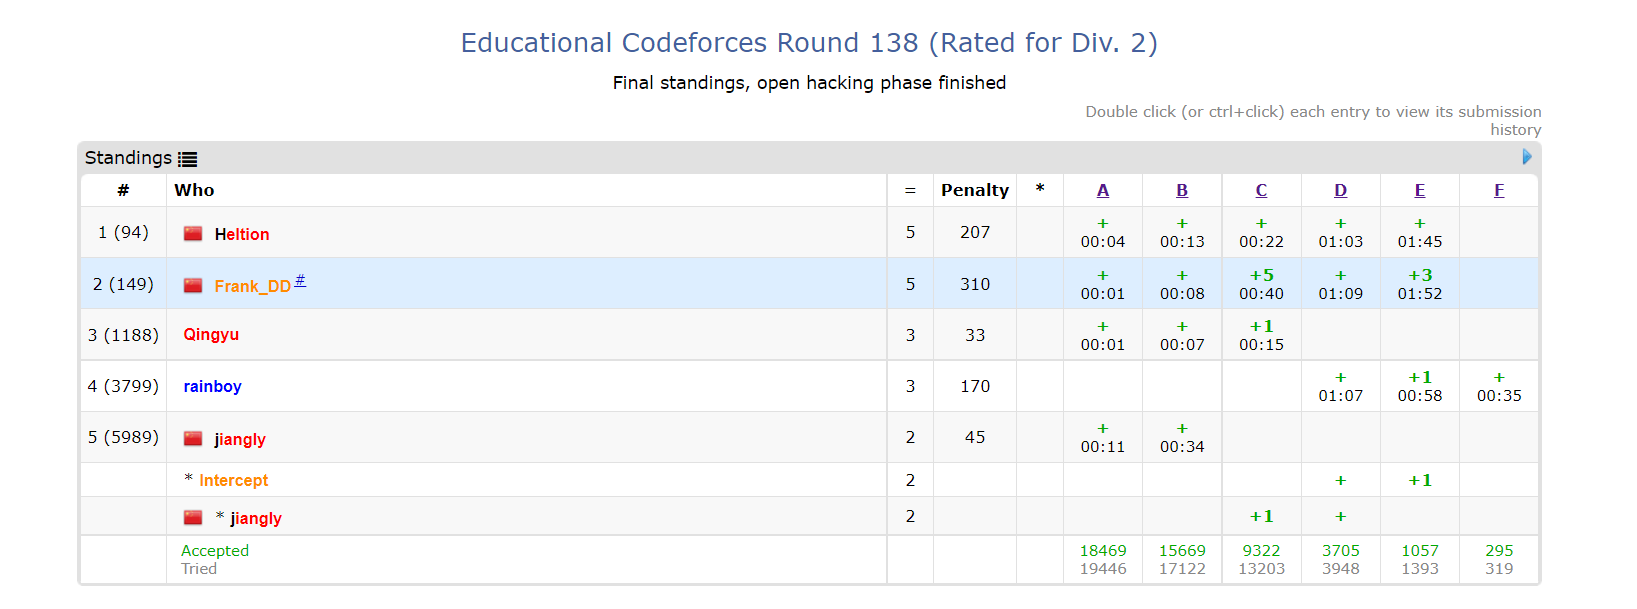 Educational Codeforces Round 138 (Rated for Div. 2)
Final standings, open hacking phase finished
Double click (or ctrl+click) each entry to view its submission
history
Standings
# Who = Penalty * A B C D E F
1 (94) Heltion 5 207 + + + + +
00:04 00:13 00:22 01:03 01:45
2 (149) Frank_DD # 5 310 + + +5 + +3
00:01 00:08 00:40 01:09 01:52
3 (1188) Qingyu 3 33 + + +1
00:01 00:07 00:15
4 (3799) rainboy 3 170 + +1 +
01:07 00:58 00:35
5 (5989) jiangly 2 45 + +
00:11 00:34
* Intercept 2 + +1
* jiangly 2 +1 +
Accepted 18469 15669 9322 3705 1057 295
Tried 19446 17122 13203 3948 1393 319